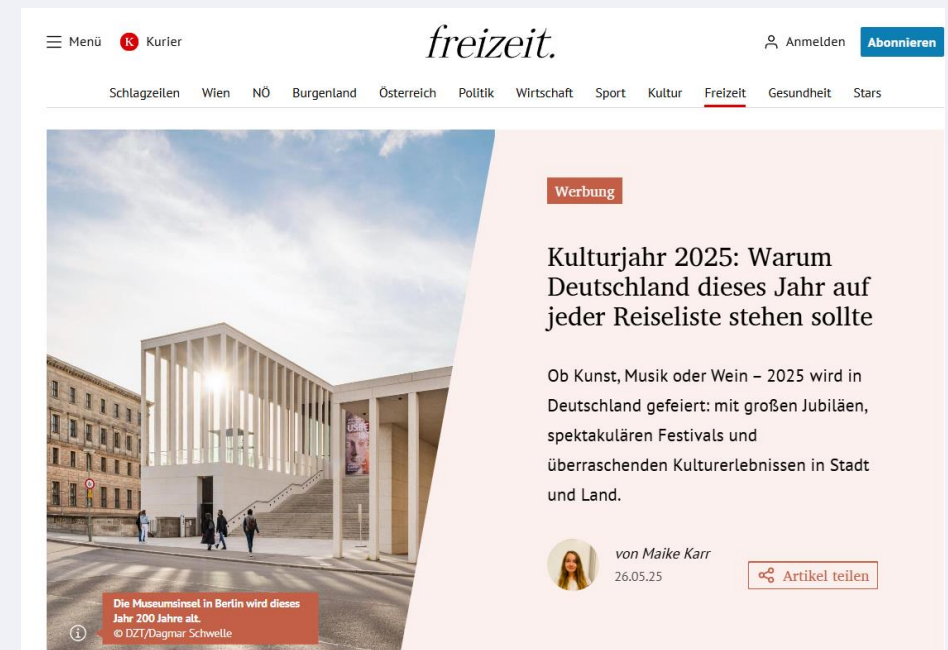 Menü K Kurier freizeit. Anmelden Abonnieren
Schlagzeilen Wien NÖ Burgenland Österreich Politik Wirtschaft Sport Kultur Freizeit Gesundheit Stars
Werbung
Kulturjahr 2025: Warum
Deutschland dieses Jahr auf
jeder Reiseliste stehen sollte
Ob Kunst, Musik oder Wein – 2025 wird in
Deutschland gefeiert: mit großen Jubiläen,
spektakulären Festivals und
überraschenden Kulturerlebnissen in Stadt
und Land.
von Maike Karr
26.05.25
Artikel teilen
Die Museumsinsel in Berlin wird dieses
Jahr 200 Jahre alt.
© DZT/Dagmar Schwelle